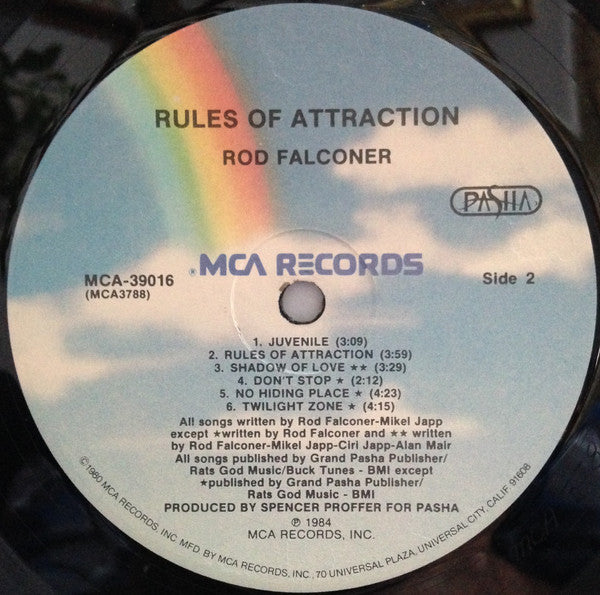 RULES OF ATTRACTION
ROD FALCONER
PASHA
®MCA RECORDS
MCA-39016
(MCA3788)
Side 2
1. JUVENILE (3:09)
2. RULES OF ATTRACTION (3:59)
3. SHADOW OF LOVE ★★ (3:29)
4. DON'T STOP ★ (2:12)
5. NO HIDING PLACE ★ (4:23)
6. TWILIGHT ZONE ★ (4:15)
All songs written by Rod Falconer-Mikel Japp
except ★written by Rod Falconer and ★★ written
by Rod Falconer-Mikel Japp-Ciri Japp-Alan Mair
All songs published by Grand Pasha Publisher/
Rats God Music/Buck Tunes - BMI except
★published by Grand Pasha Publisher/
Rats God Music - BMI
PRODUCED BY SPENCER PROFFER FOR PASHA
℗ 1984
MCA RECORDS, INC.
©1980 MCA RECORDS, INC. MFD. BY MCA RECORDS, INC., 70 UNIVERSAL PLAZA, UNIVERSAL CITY, CALIF. 91608